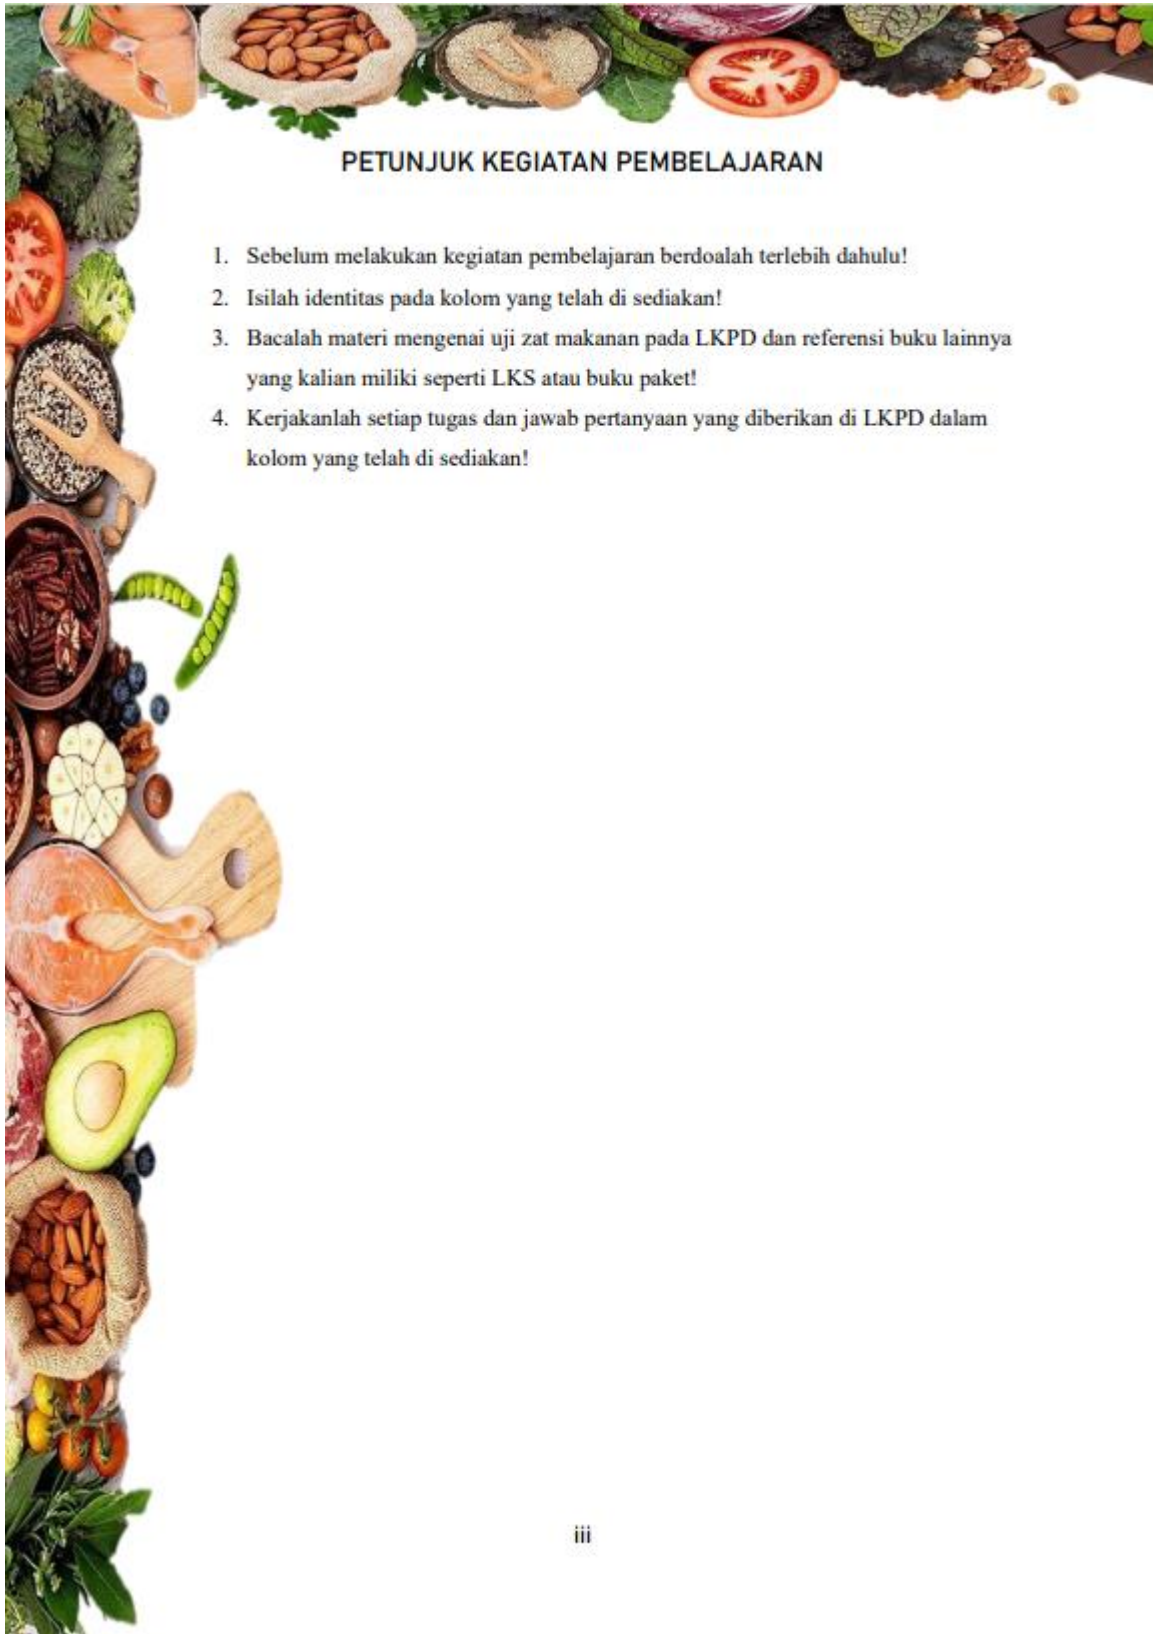 PETUNJUK KEGIATAN PEMBELAJARAN
1. Sebelum melakukan kegiatan pembelajaran berdoalah terlebih dahulu!
2. Isilah identitas pada kolom yang telah di sediakan!
3. Bacalah materi mengenai uji zat makanan pada LKPD dan referensi buku lainnya
yang kalian miliki seperti LKS atau buku paket!
4. Kerjakanlah setiap tugas dan jawab pertanyaan yang diberikan di LKPD dalam
kolom yang telah di sediakan!
iii